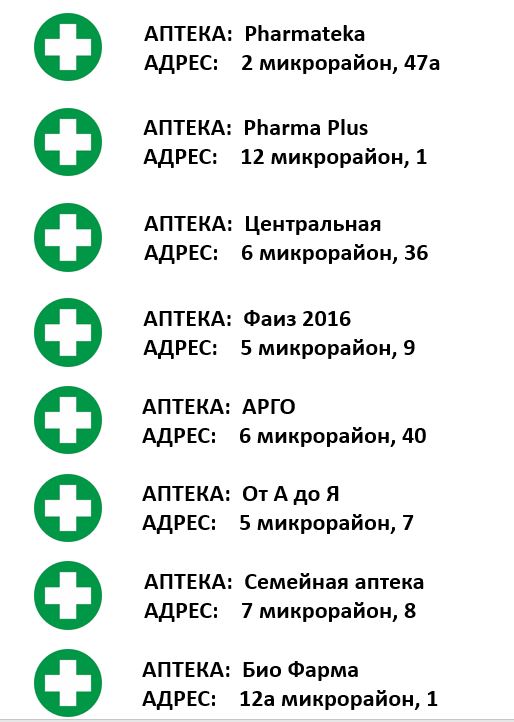 АПТЕКА: Pharmateka
АДРЕС: 2 микрорайон, 47а
АПТЕКА: Pharma Plus
АДРЕС: 12 микрорайон, 1
АПТЕКА: Центральная
АДРЕС: 6 микрорайон, 36
АПТЕКА: Фаиз 2016
АДРЕС: 5 микрорайон, 9
АПТЕКА: АРГО
АДРЕС: 6 микрорайон, 40
АПТЕКА: От А до Я
АДРЕС: 5 микрорайон, 7
АПТЕКА: Семейная аптека
АДРЕС: 7 микрорайон, 8
АПТЕКА: Био Фарма
АДРЕС: 12а микрорайон, 1